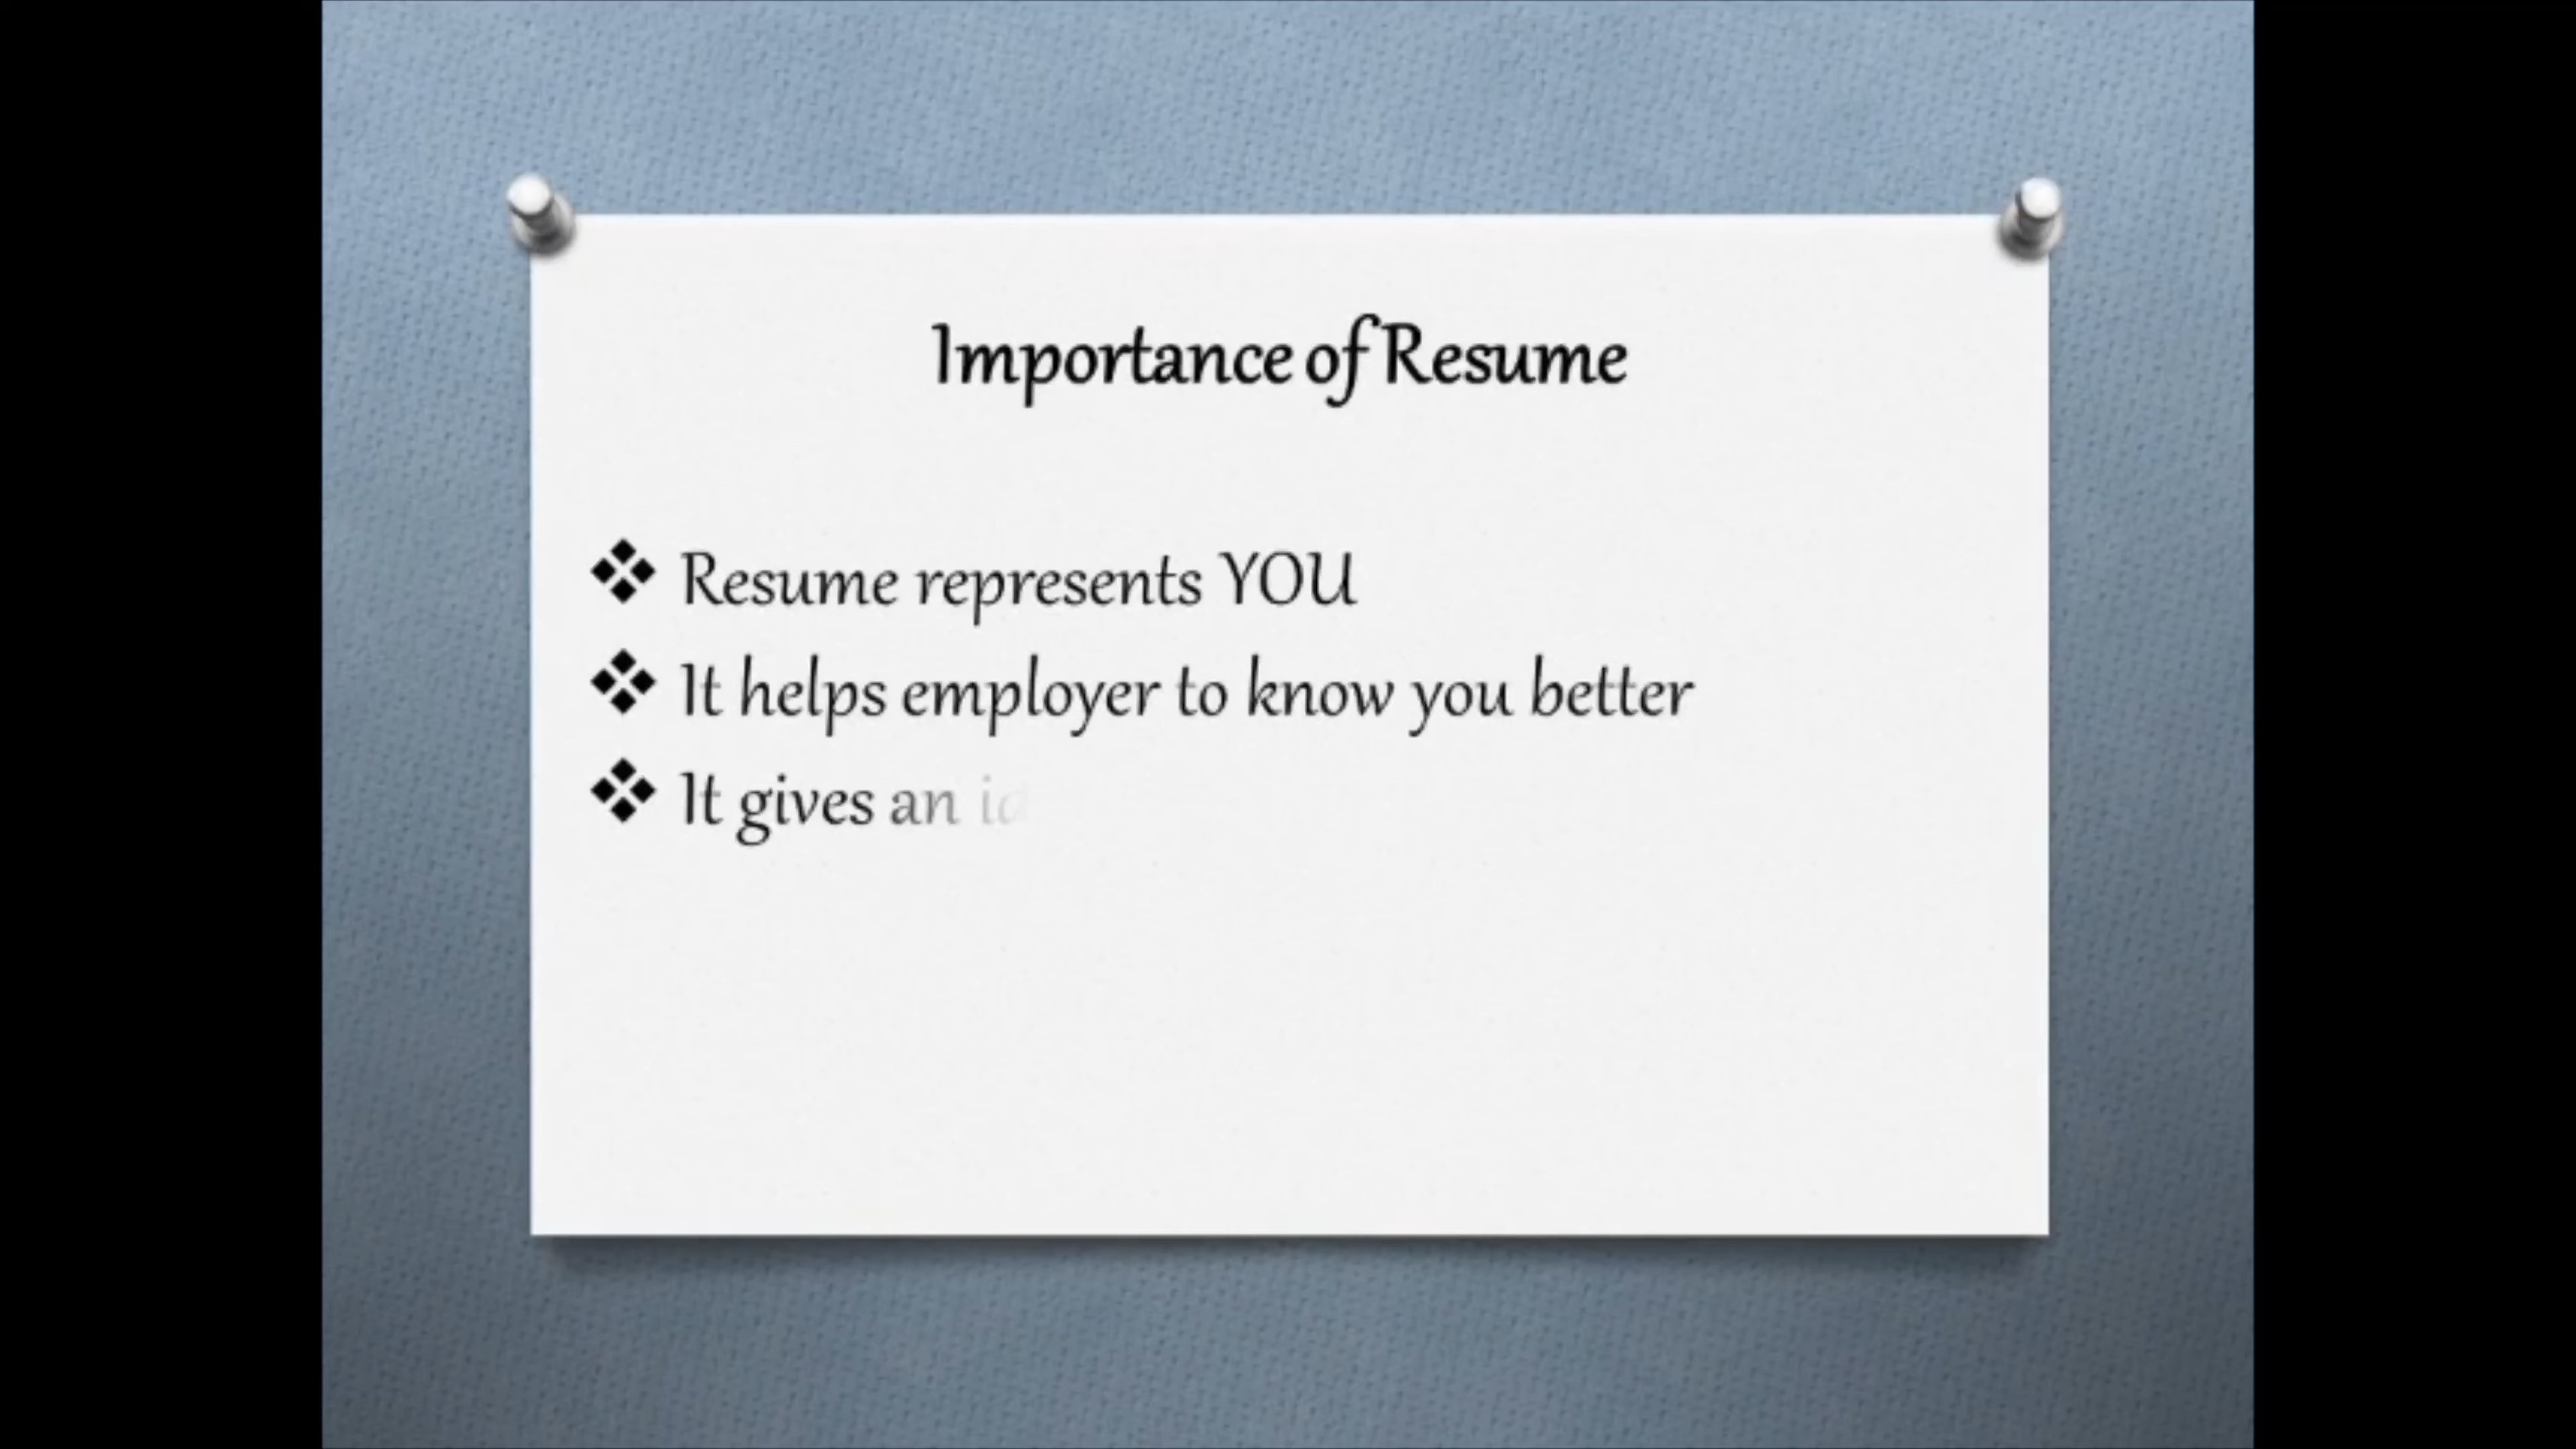 Importance of Resume
Resume represents YOU
It helps employer to know you better
It gives an